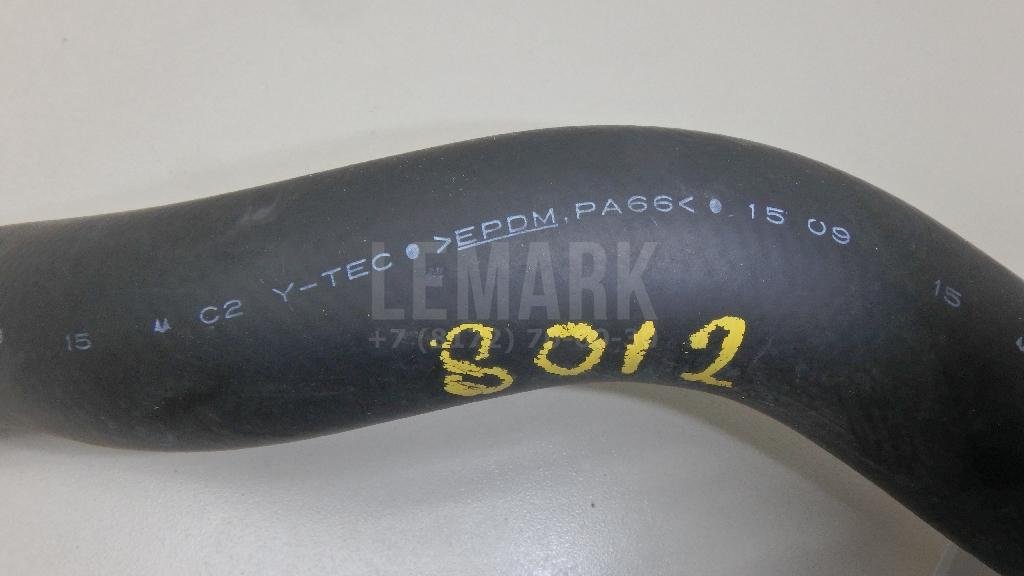 15 C2 Y-TEC >EPDM, PA66< 15 09 15
LEMARK
8012